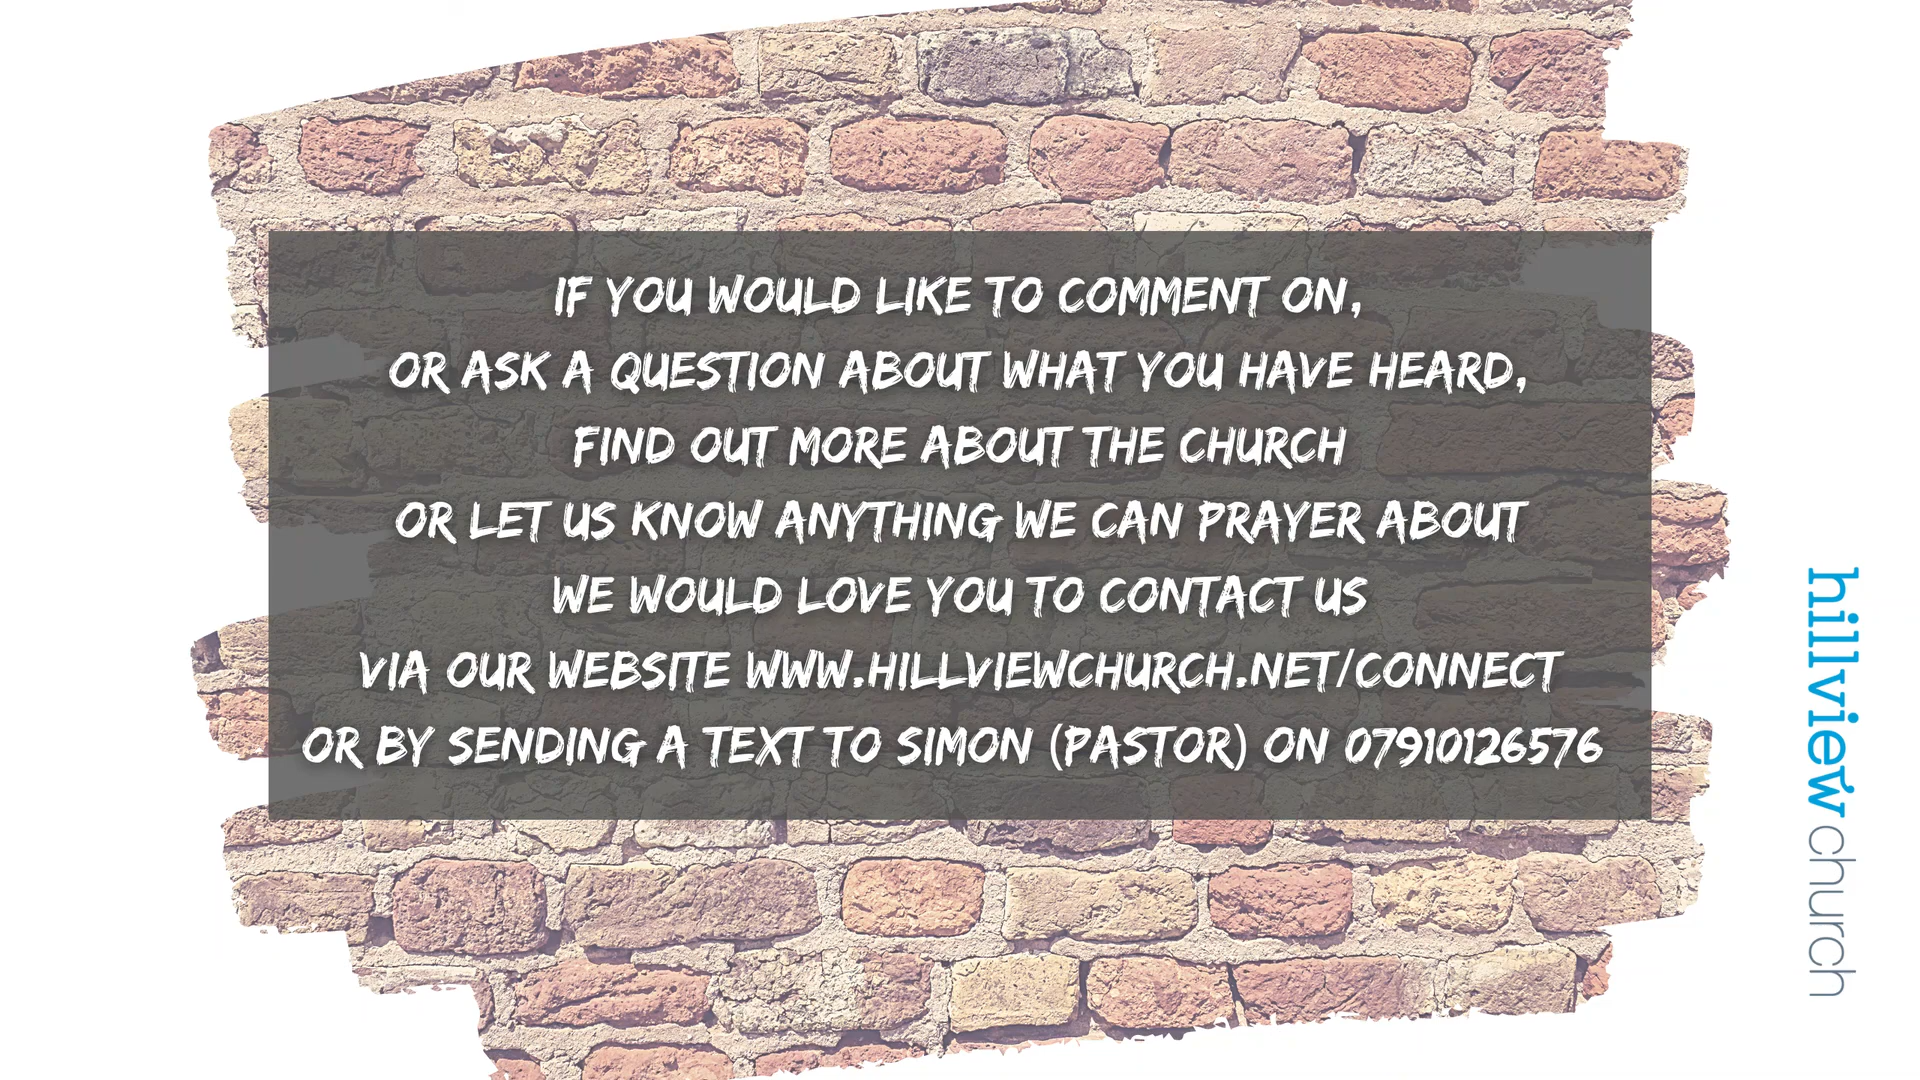 IF YOU WOULD LIKE TO COMMENT ON,
OR ASK A QUESTION ABOUT WHAT YOU HAVE HEARD,
FIND OUT MORE ABOUT THE CHURCH
OR LET US KNOW ANYTHING WE CAN PRAYER ABOUT
WE WOULD LOVE YOU TO CONTACT US
VIA OUR WEBSITE WWW.HILLVIEWCHURCH.NET/CONNECT
OR BY SENDING A TEXT TO SIMON (PASTOR) ON 07910126576
hillview church